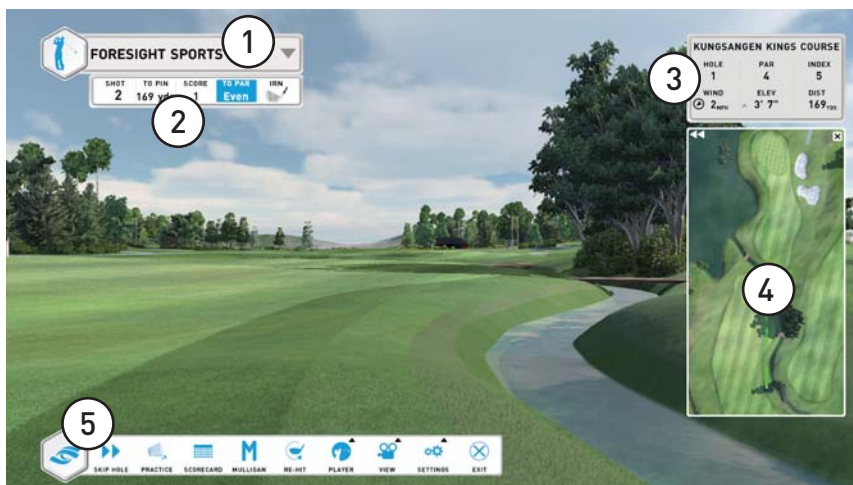 FORESIGHT SPORTS
1
SHOT TO PIN SCORE TO PAR IRN
2 169 yds 1 Even
2
KUNGSANGEN KINGS COURSE
HOLE PAR INDEX
1 4 5
WIND ELEV DIST
2 MPH 3' 7" 169 YDS
3
4
5
SKIP HOLE PRACTICE SCORECARD MULLIGAN RE-HIT PLAYER VIEW SETTINGS EXIT
M